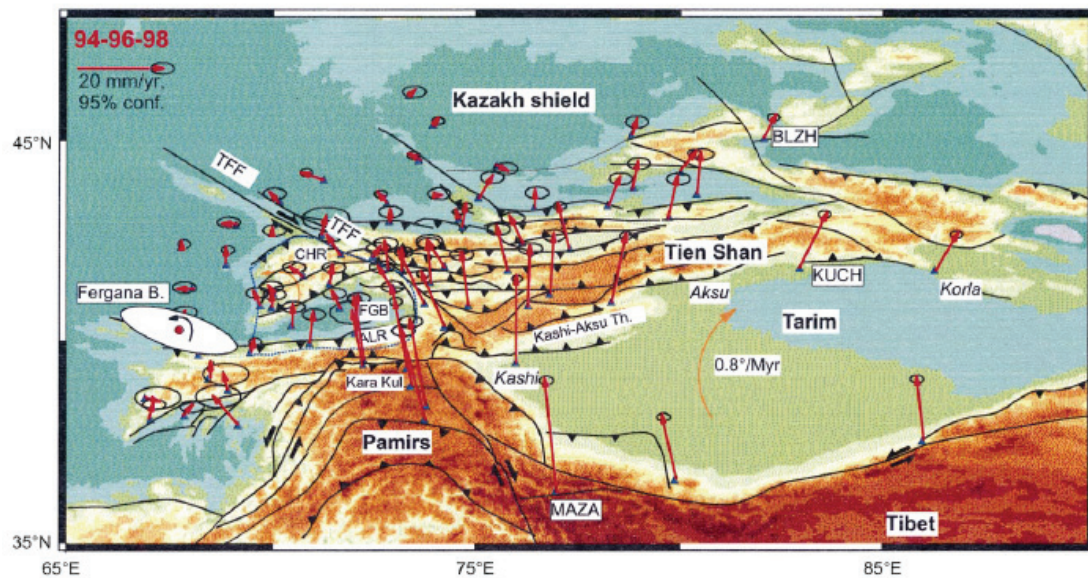 94-96-98
20 mm/yr,
95% conf.
Kazakh shield
BLZH
45°N
TFF
TFF
CHR
Tien Shan
KUCH
Fergana B.
Aksu
Korla
FGB
Tarim
ALR
Kashi-Aksu Th.
0.8°/Myr
Kara Kul
Kashi
Pamirs
MAZA
Tibet
35°N
65°E
75°E
85°E